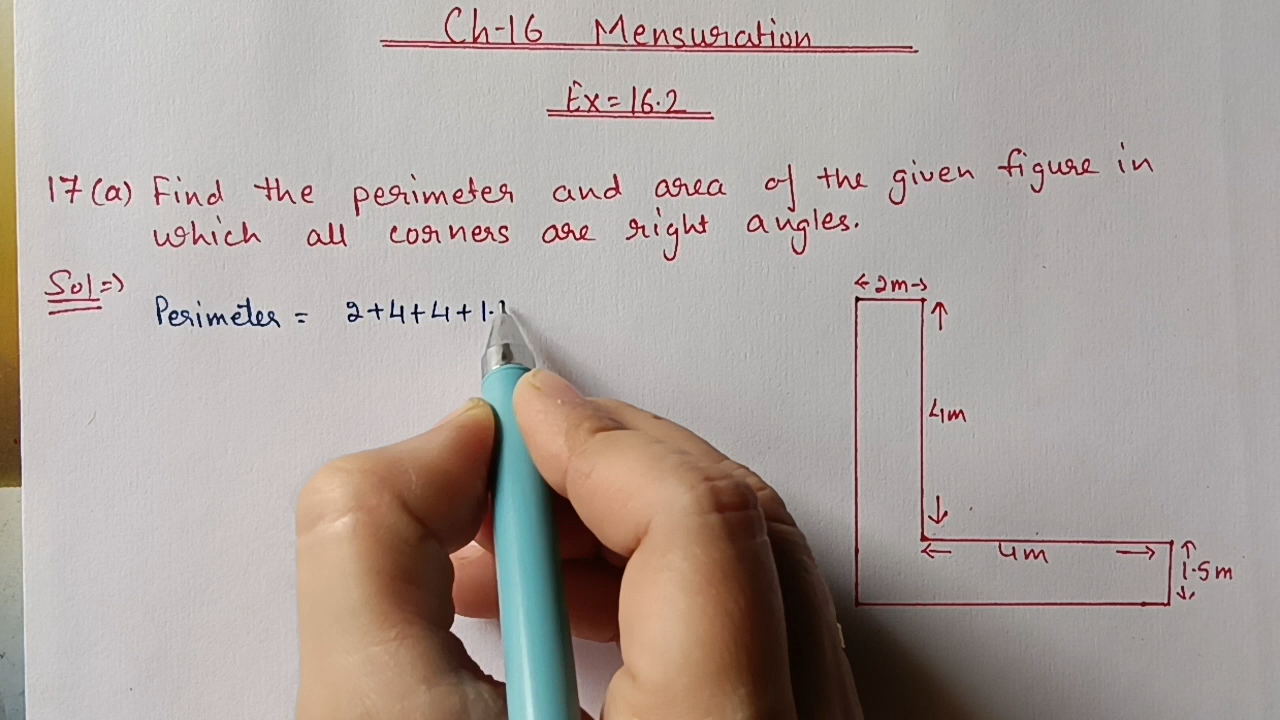 Ch-16 Mensuration
Ex=16.2
17(a) Find the perimeter and area of the given figure in
which all corners are right angles.
Sol=>
Perimeter = 2+4+4+1.
2m
4m
4m
1.5m